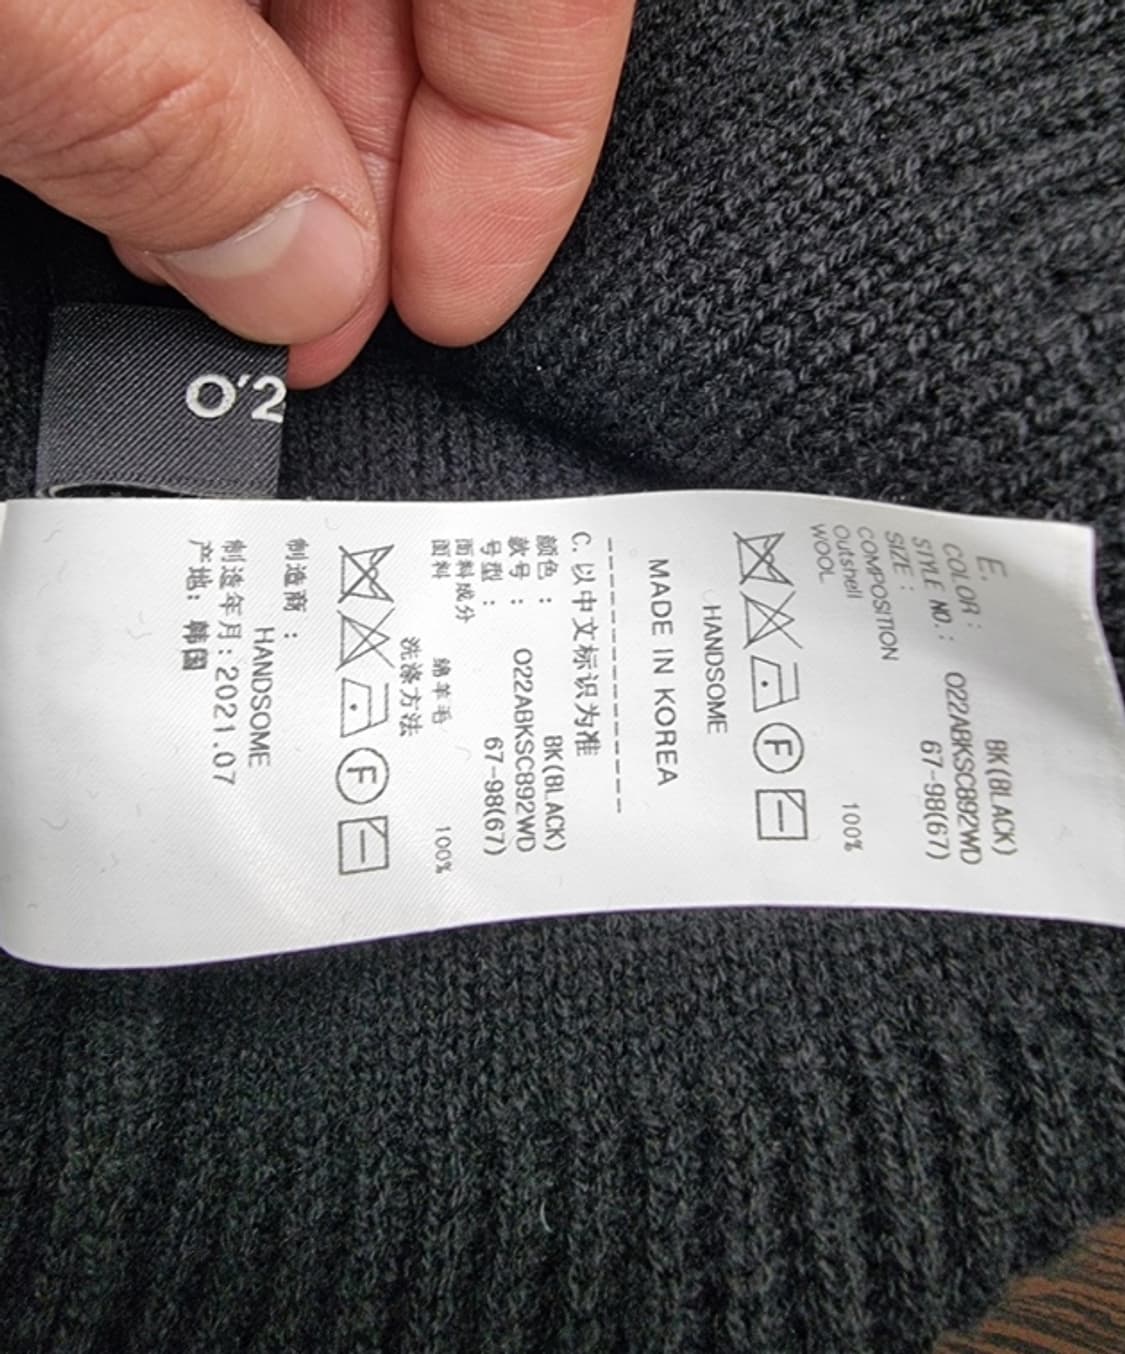 O'2
E.
COLOR : BK(BLACK)
STYLE NO. : O22ABKSC892WD
SIZE : 67-98(67)
COMPOSITION
Outshell
WOOL 100%
F
HANDSOME
MADE IN KOREA
--------------------
C. 以中文标识为准
颜色 : BK(BLACK)
款号 : O22ABKSC892WD
号型 : 67-98(67)
面料成分
面料 绵羊毛 100%
洗涤方法
F
制造商 :
HANDSOME
制造年月: 2021.07
产地: 韩国